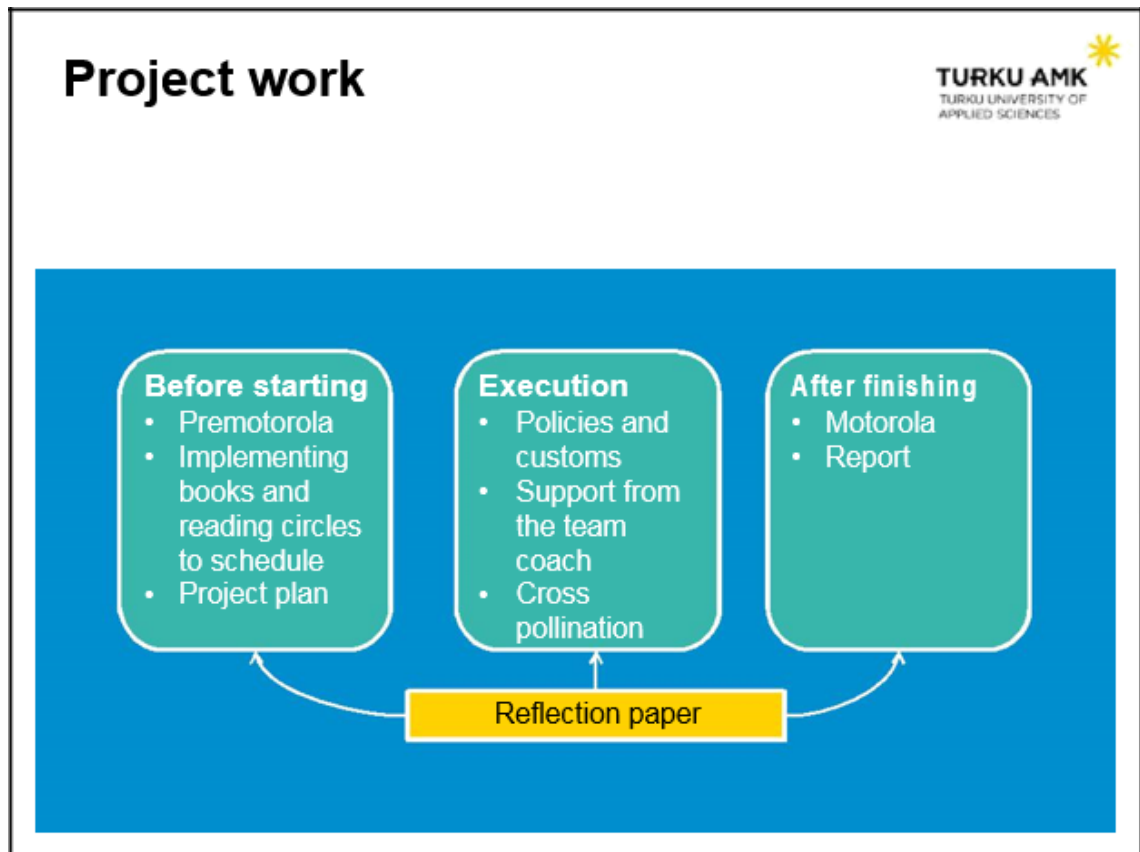 Project work
TURKU AMK
TURKU UNIVERSITY OF
APPLIED SCIENCES
Before starting
• Premotorola
• Implementing
books and
reading circles
to schedule
• Project plan
Execution
• Policies and
customs
• Support from
the team
coach
• Cross
pollination
After finishing
• Motorola
• Report
Reflection paper